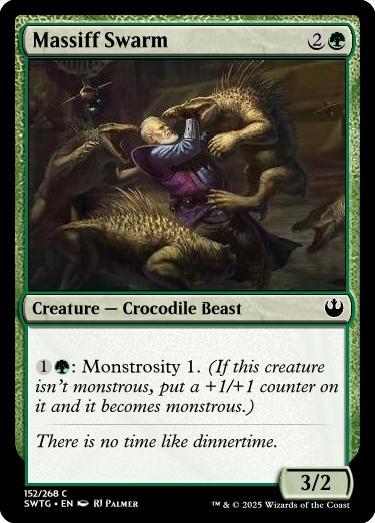 Massiff Swarm 2
Creature — Crocodile Beast
1 : Monstrosity 1. (If this creature
isn't monstrous, put a +1/+1 counter on
it and it becomes monstrous.)
There is no time like dinnertime.
3/2
152/268 C
SWTG • EN RJ PALMER
™ & © 2025 Wizards of the Coast